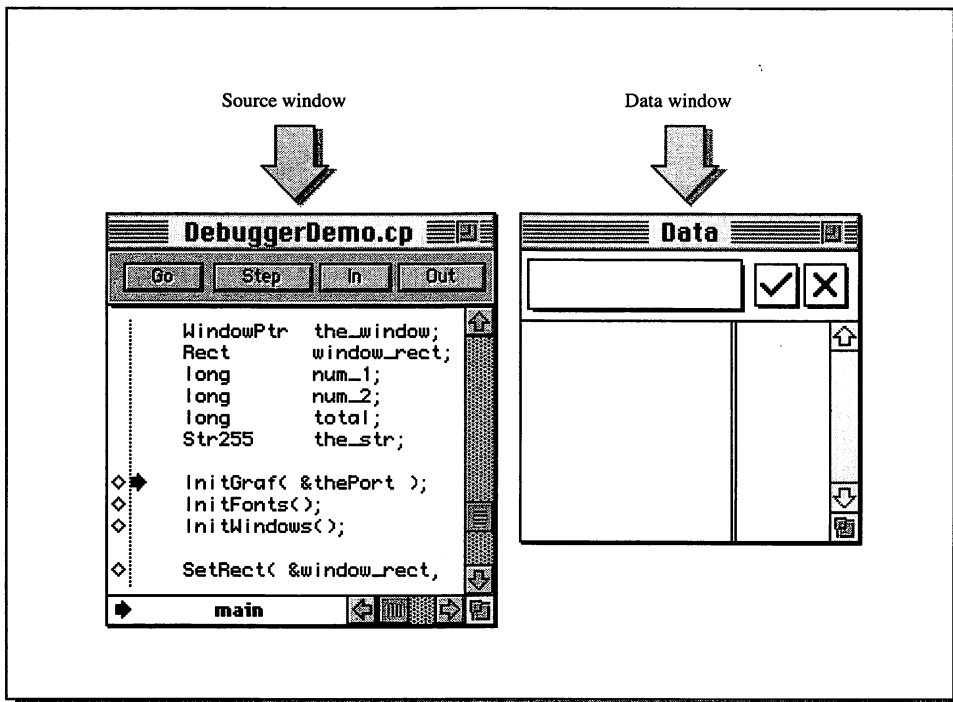 Source window
Data window
DebuggerDemo.cp
Go Step In Out
WindowPtr the_window;
Rect window_rect;
long num_1;
long num_2;
long total;
Str255 the_str;
InitGraf( &thePort );
InitFonts();
InitWindows();
SetRect( &window_rect,
main
Data